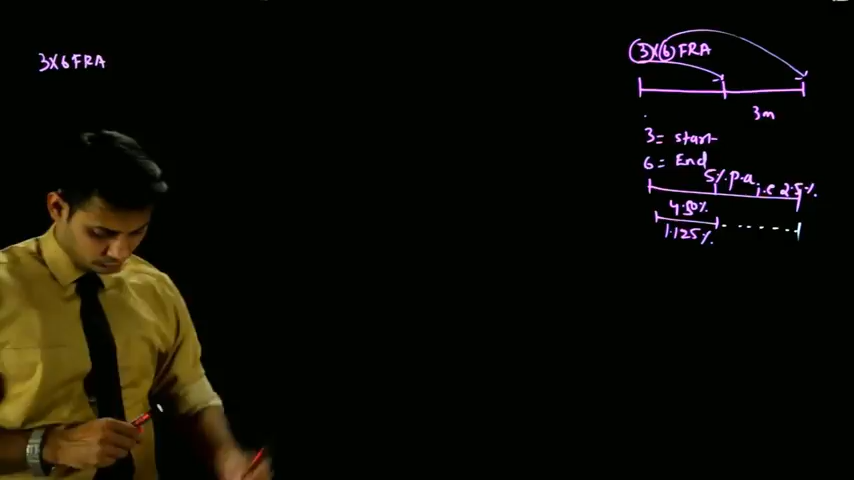 3X6FRA
3X6 FRA
3m
3= start
6= End
5%.p.a i.e 2.5%.
4.50%.
1.125%.